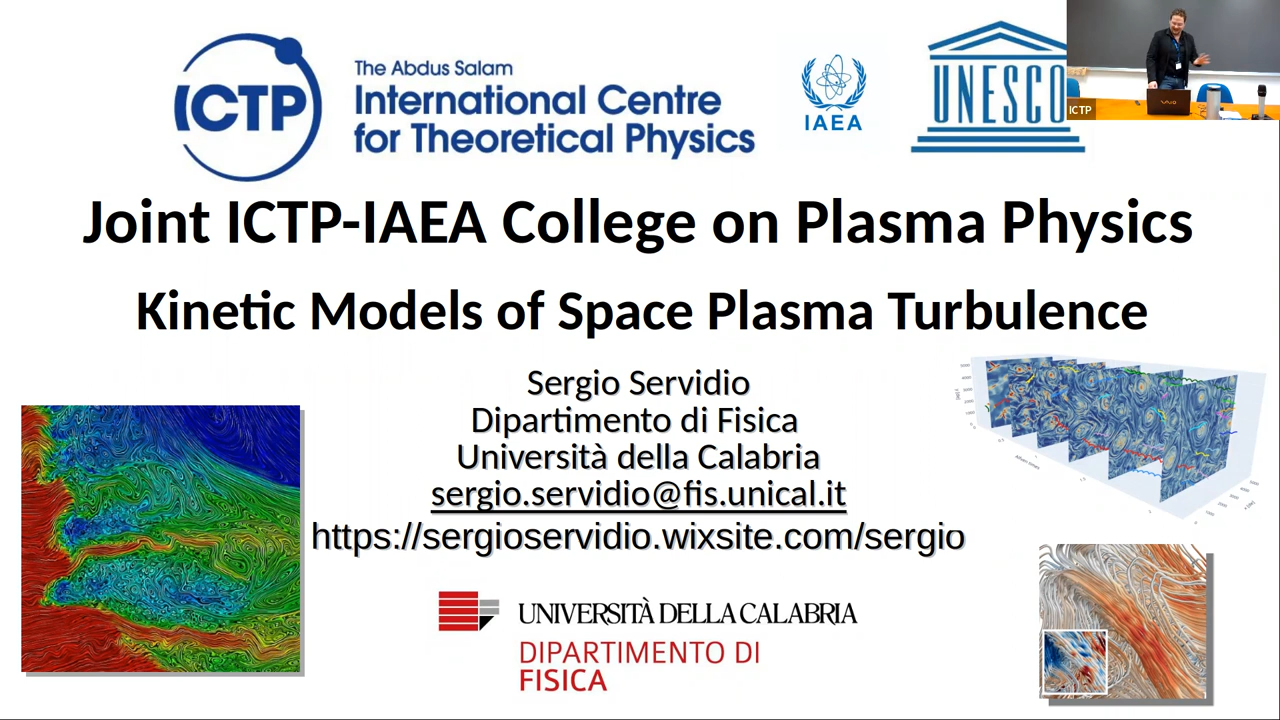 ICTP
The Abdus Salam
International Centre
for Theoretical Physics
IAEA
UNESCO
ICTP
VAIO
Joint ICTP-IAEA College on Plasma Physics
Kinetic Models of Space Plasma Turbulence
Sergio Servidio
Dipartimento di Fisica
Università della Calabria
sergio.servidio@fis.unical.it
https://sergioservidio.wixsite.com/sergio
UNIVERSITÀ DELLA CALABRIA
DIPARTIMENTO DI
FISICA